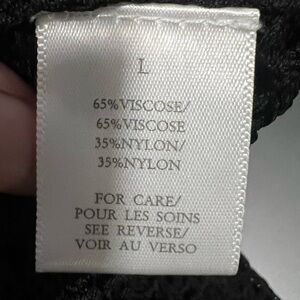 L
65%VISCOSE/
65%VISCOSE
35%NYLON/
35%NYLON
FOR CARE/
POUR LES SOINS
SEE REVERSE/
VOIR AU VERSO